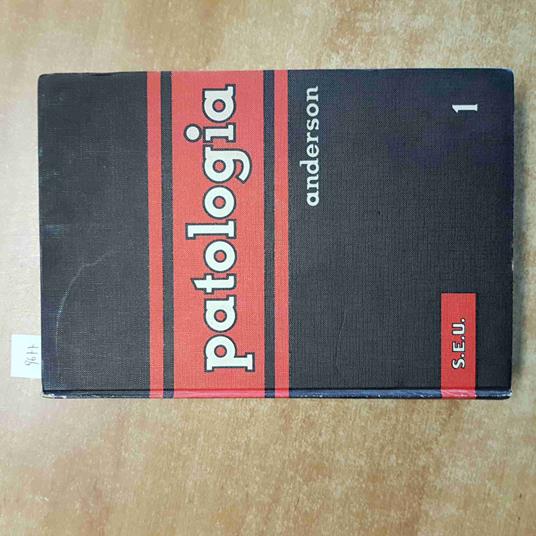 patologia
anderson
1
S.E.U.